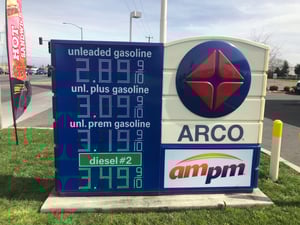 HOT
unleaded gasoline
2.89 9/10
unl. plus gasoline
3.09 9/10
unl. prem gasoline
3.19 9/10
diesel #2
3.49 9/10
ARCO
ampm